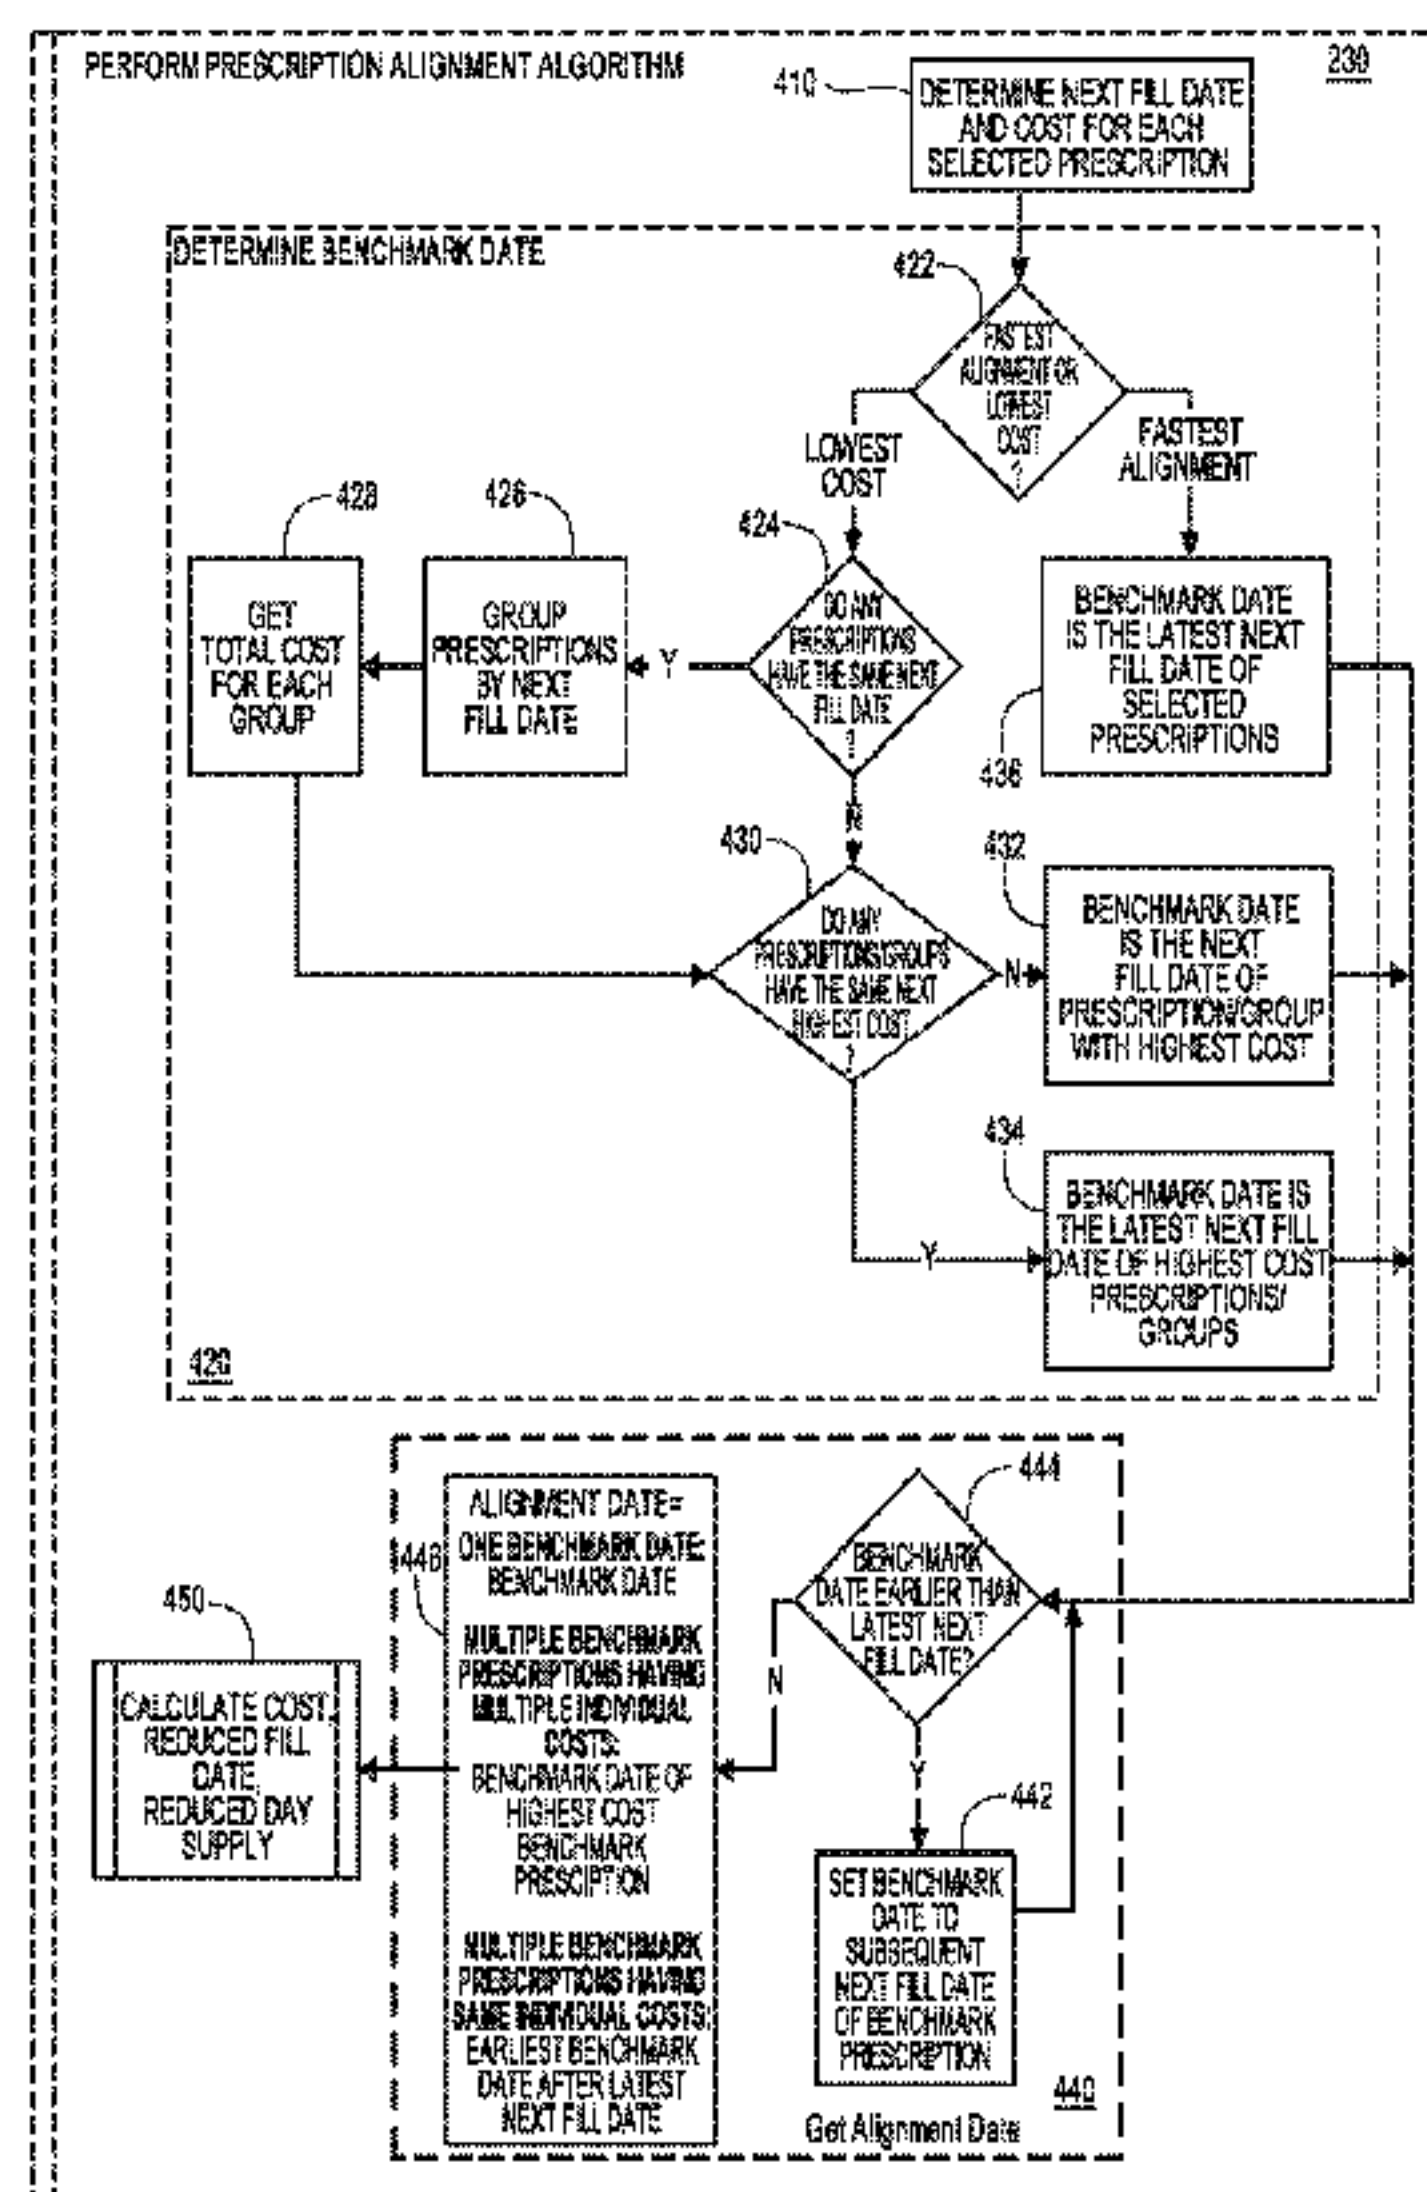 PERFORM PRESCRIPTION ALIGNMENT ALGORITHM
230
410
DETERMINE NEXT FILL DATE
AND COST FOR EACH
SELECTED PRESCRIPTION
DETERMINE BENCHMARK DATE
422
FASTEST
ALIGNMENT OR
LOWEST
COST
?
LOWEST
COST
FASTEST
ALIGNMENT
428
426
424
GET
TOTAL COST
FOR EACH
GROUP
GROUP
PRESCRIPTIONS
BY NEXT
FILL DATE
Y
DO ANY
PRESCRIPTIONS
HAVE THE SAME NEXT
FILL DATE
?
BENCHMARK DATE
IS THE LATEST NEXT
FILL DATE OF
SELECTED
PRESCRIPTIONS
436
N
430
432
DO ANY
PRESCRIPTIONS/GROUPS
HAVE THE SAME NEXT
HIGHEST COST
?
N
BENCHMARK DATE
IS THE NEXT
FILL DATE OF
PRESCRIPTION/GROUP
WITH HIGHEST COST
434
Y
BENCHMARK DATE IS
THE LATEST NEXT FILL
DATE OF HIGHEST COST
PRESCRIPTIONS/
GROUPS
420
444
446
ALIGNMENT DATE=
ONE BENCHMARK DATE:
BENCHMARK DATE
MULTIPLE BENCHMARK
PRESCRIPTIONS HAVING
MULTIPLE INDIVIDUAL
COSTS:
BENCHMARK DATE OF
HIGHEST COST
BENCHMARK
PRESCIPTION
MULTIPLE BENCHMARK
PRESCRIPTIONS HAVING
SAME INDIVIDUAL COSTS:
EARLIEST BENCHMARK
DATE AFTER LATEST
NEXT FILL DATE
BENCHMARK
DATE EARLIER THAN
LATEST NEXT
FILL DATE?
N
Y
450
CALCULATE COST,
REDUCED FILL
DATE,
REDUCED DAY
SUPPLY
442
SET BENCHMARK
DATE TO
SUBSEQUENT
NEXT FILL DATE
OF BENCHMARK
PRESCRIPTION
440
Get Alignment Date